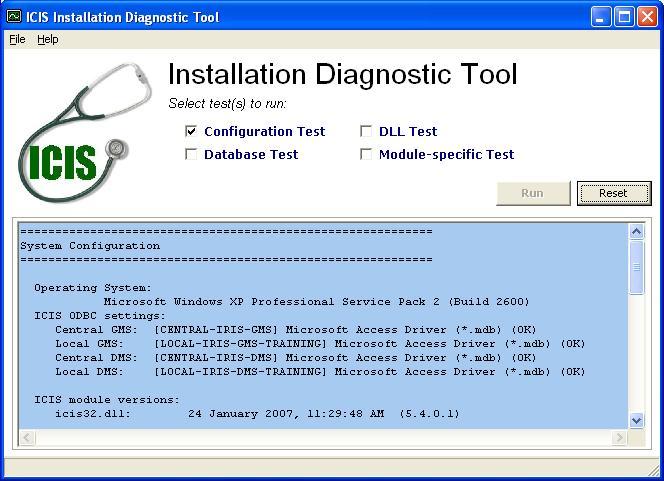 ICIS Installation Diagnostic Tool
File Help
Installation Diagnostic Tool
Select test(s) to run:
Configuration Test DLL Test
Database Test Module-specific Test
ICIS
Run Reset
===========================================================
System Configuration
===========================================================
Operating System:
Microsoft Windows XP Professional Service Pack 2 (Build 2600)
ICIS ODBC settings:
Central GMS: [CENTRAL-IRIS-GMS] Microsoft Access Driver (*.mdb) (OK)
Local GMS: [LOCAL-IRIS-GMS-TRAINING] Microsoft Access Driver (*.mdb) (OK)
Central DMS: [CENTRAL-IRIS-DMS] Microsoft Access Driver (*.mdb) (OK)
Local DMS: [LOCAL-IRIS-DMS-TRAINING] Microsoft Access Driver (*.mdb) (OK)
ICIS module versions:
icis32.dll: 24 January 2007, 11:29:48 AM (5.4.0.1)